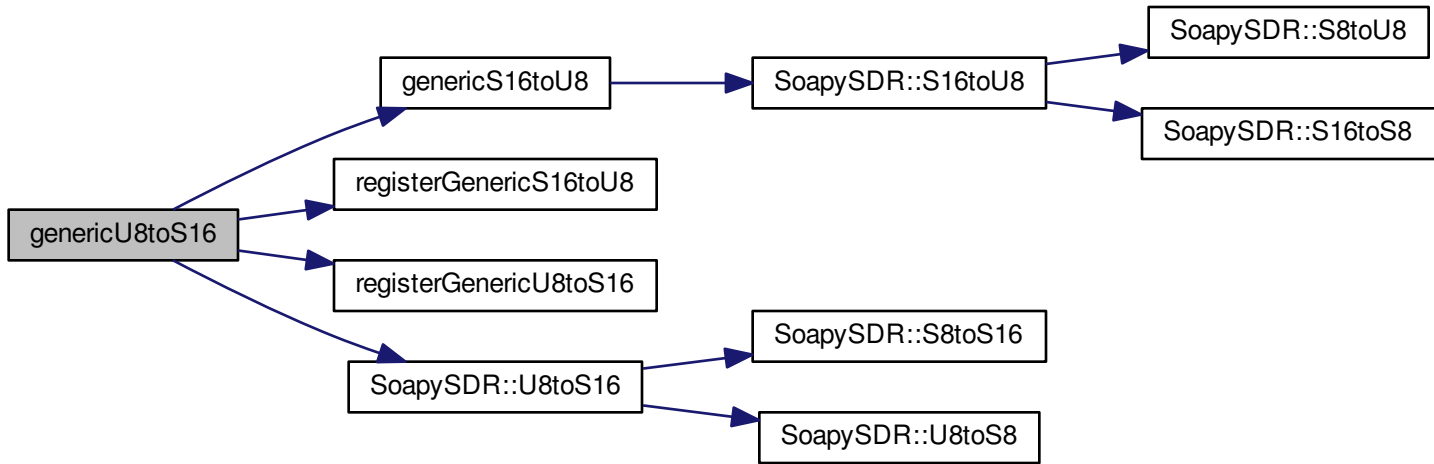 SoapySDR::S8toU8
genericS16toU8
SoapySDR::S16toU8
SoapySDR::S16toS8
registerGenericS16toU8
genericU8toS16
registerGenericU8toS16
SoapySDR::S8toS16
SoapySDR::U8toS16
SoapySDR::U8toS8